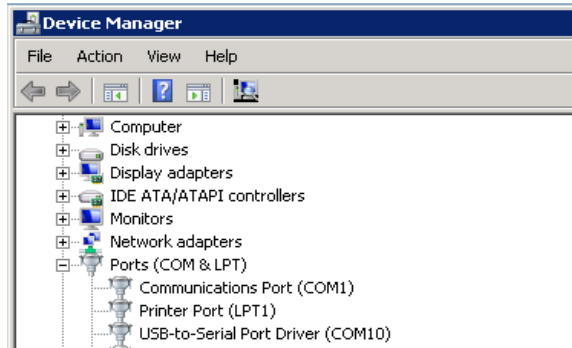 Device Manager
File Action View Help
Computer
Disk drives
Display adapters
IDE ATA/ATAPI controllers
Monitors
Network adapters
Ports (COM & LPT)
Communications Port (COM1)
Printer Port (LPT1)
USB-to-Serial Port Driver (COM10)